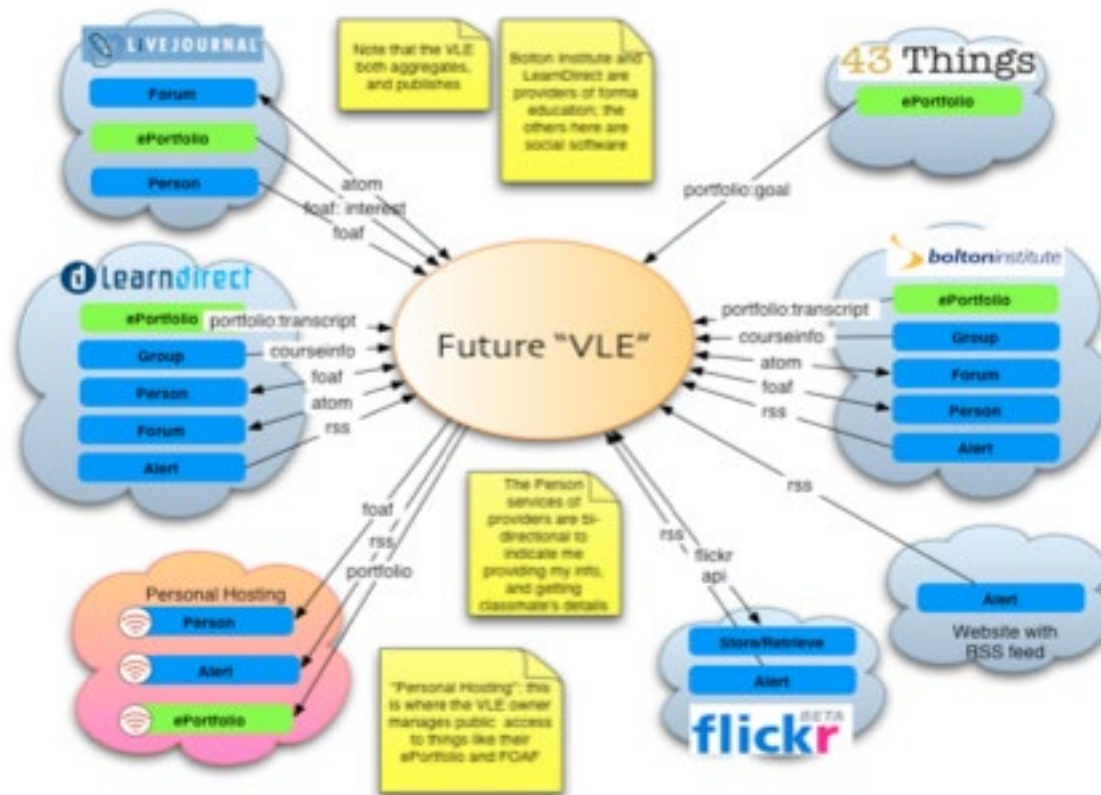 LIVEJOURNAL
Forum
ePortfolio
Person
Note that the VLE
both aggregates,
and publishes
Bolton Institute and
LearnDirect are
providers of forma
education; the
others here are
social software
43 Things
ePortfolio
atom
foaf: interest
foaf
portfolio:goal
learndirect
ePortfolio
Group
Person
Forum
Alert
portfolio:transcript
courseinfo
foaf
atom
rss
Future "VLE"
boltoninstitute
ePortfolio
Group
Forum
Person
Alert
portfolio:transcript
courseinfo
atom
foaf
rss
foaf
rss
portfolio
Personal Hosting
Person
Alert
ePortfolio
The Person
services of
providers are bi-
directional to
indicate me
providing my info,
and getting
classmate's details
"Personal Hosting": this
is where the VLE owner
manages public access
to things like their
ePortfolio and FOAF
rss
flickr
api
Store/Retrieve
Alert
flickr
BETA
rss
Alert
Website with
RSS feed